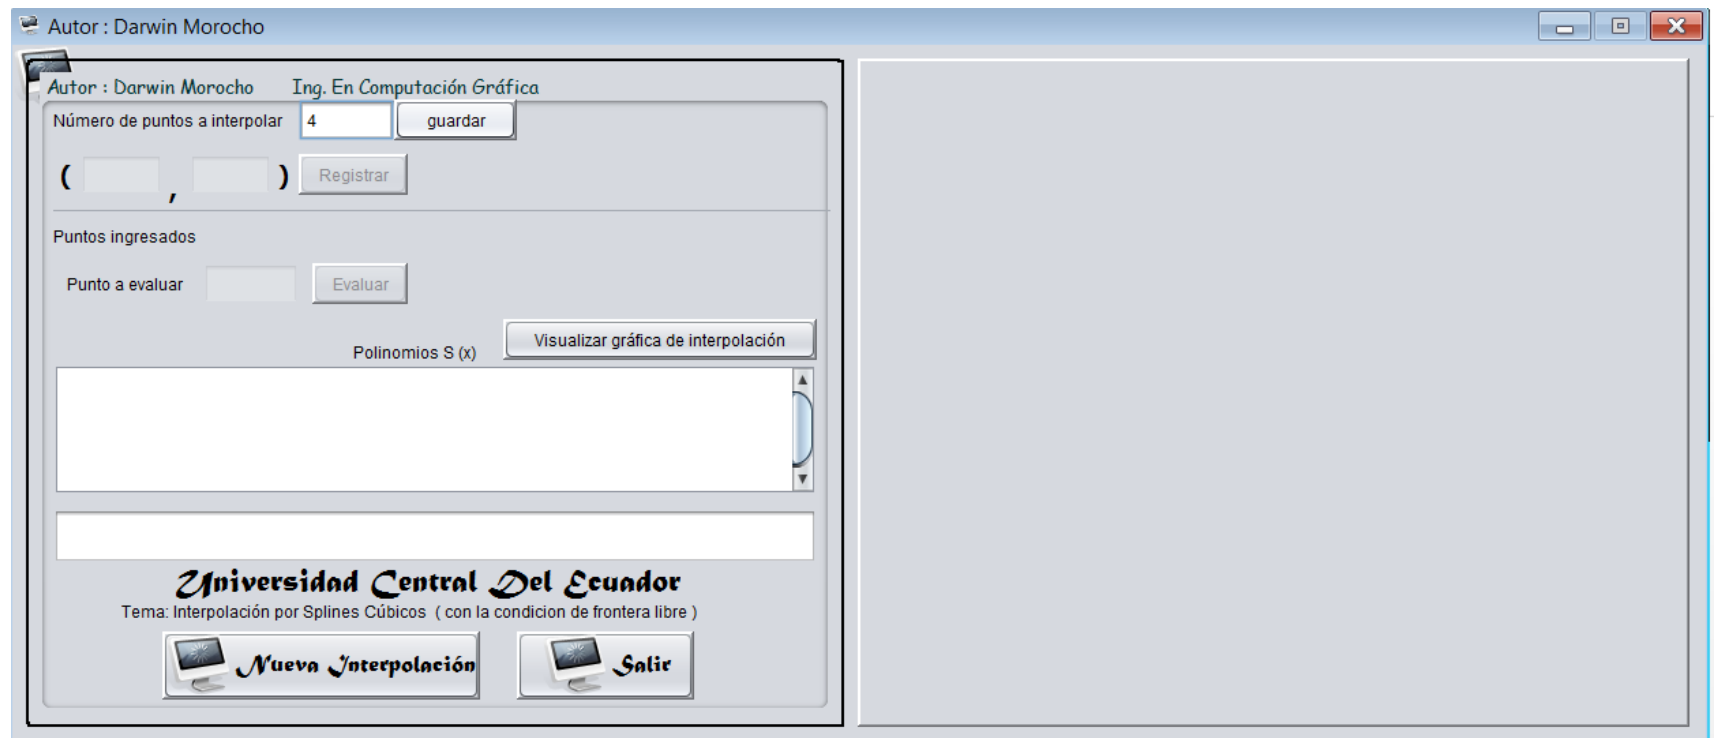 Autor : Darwin Morocho
Autor : Darwin Morocho Ing. En Computación Gráfica
Número de puntos a interpolar 4 guardar
( , ) Registrar
Puntos ingresados
Punto a evaluar Evaluar
Polinomios S (x) Visualizar gráfica de interpolación
Universidad Central Del Ecuador
Tema: Interpolación por Splines Cúbicos ( con la condicion de frontera libre )
Nueva Interpolación Salir